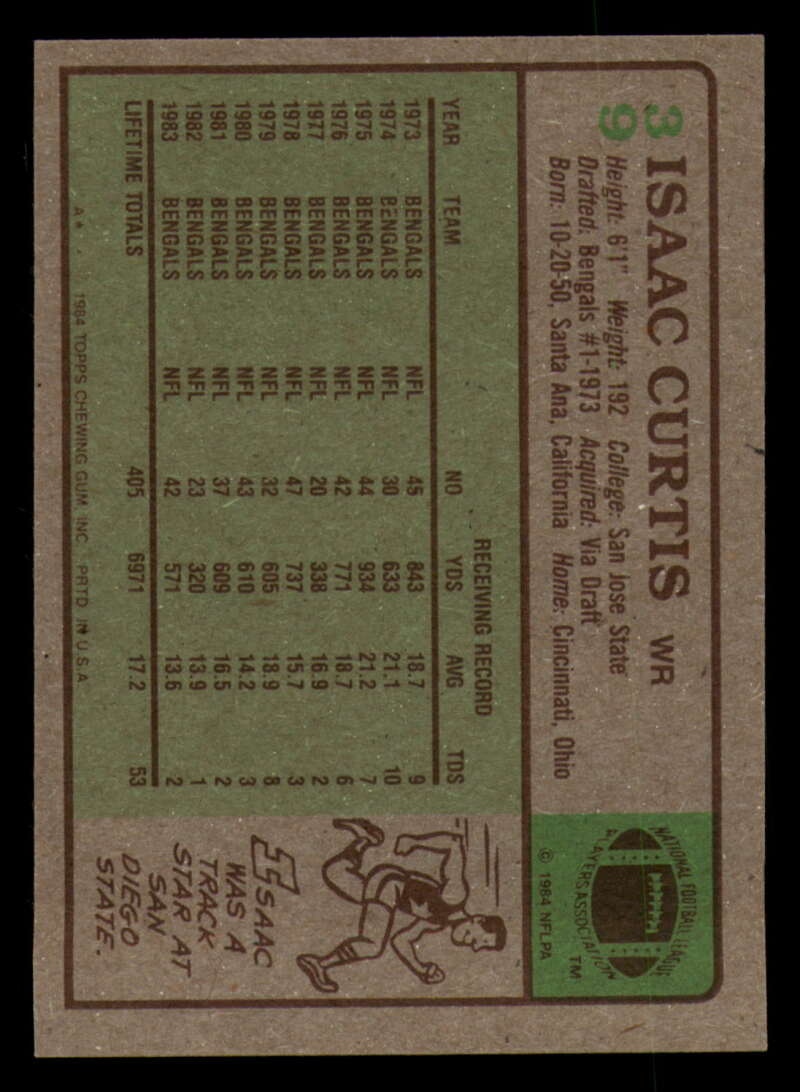 39
ISAAC CURTIS WR
Height: 6'1" Weight: 192 College: San Jose State
Drafted: Bengals #1-1973 Acquired: Via Draft
Born: 10-20-50, Santa Ana, California Home: Cincinnati, Ohio
NATIONAL FOOTBALL LEAGUE
PLAYERS ASSOCIATION
TM
© 1984 NFLPA
RECEIVING RECORD
YEAR TEAM NO YDS AVG TDS
1973 BENGALS NFL 45 843 18.7 9
1974 BENGALS NFL 30 633 21.1 10
1975 BENGALS NFL 44 934 21.2 7
1976 BENGALS NFL 42 771 18.7 6
1977 BENGALS NFL 20 338 16.9 2
1978 BENGALS NFL 47 737 15.7 3
1979 BENGALS NFL 32 605 18.9 8
1980 BENGALS NFL 43 610 14.2 3
1981 BENGALS NFL 37 609 16.5 2
1982 BENGALS NFL 23 320 13.9 1
1983 BENGALS NFL 42 571 13.6 2
LIFETIME TOTALS 405 6971 17.2 53
A* 1984 TOPPS CHEWING GUM, INC. PRTD. IN U.S.A.
ISAAC
WAS A
TRACK
STAR AT
SAN
DIEGO
STATE.